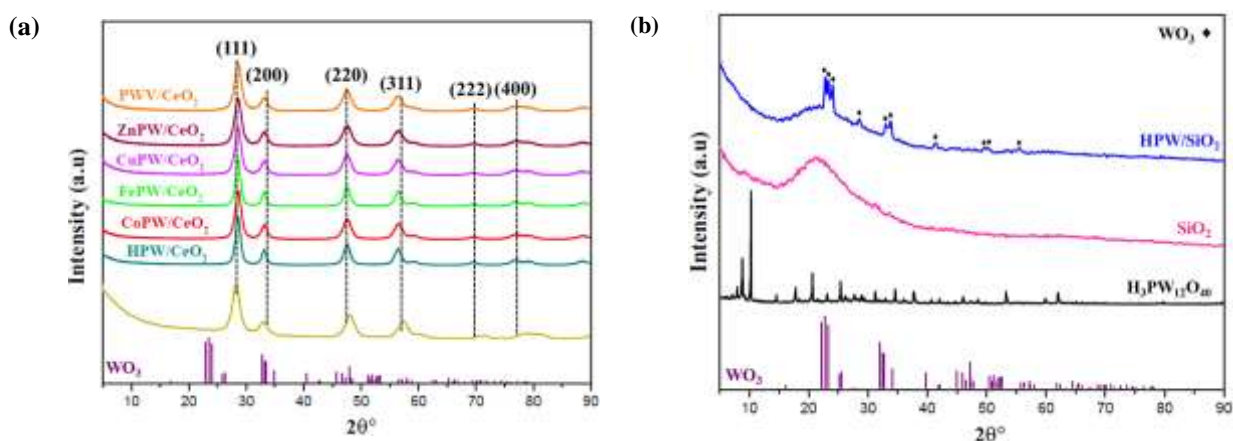 (a)
(111)
(200)
(220)
(311)
(222)
(400)
PWV/CeO₂
ZnPW/CeO₂
CuPW/CeO₂
FePW/CeO₂
CoPW/CeO₂
HPW/CeO₂
WO₃
Intensity (a.u)
10 20 30 40 50 60 70 80 90
2θ°
(b)
WO₃ ♦
HPW/SiO₂
SiO₂
H₃PW₁₂O₄₀
WO₃
Intensity (a.u)
10 20 30 40 50 60 70 80 90
2θ°